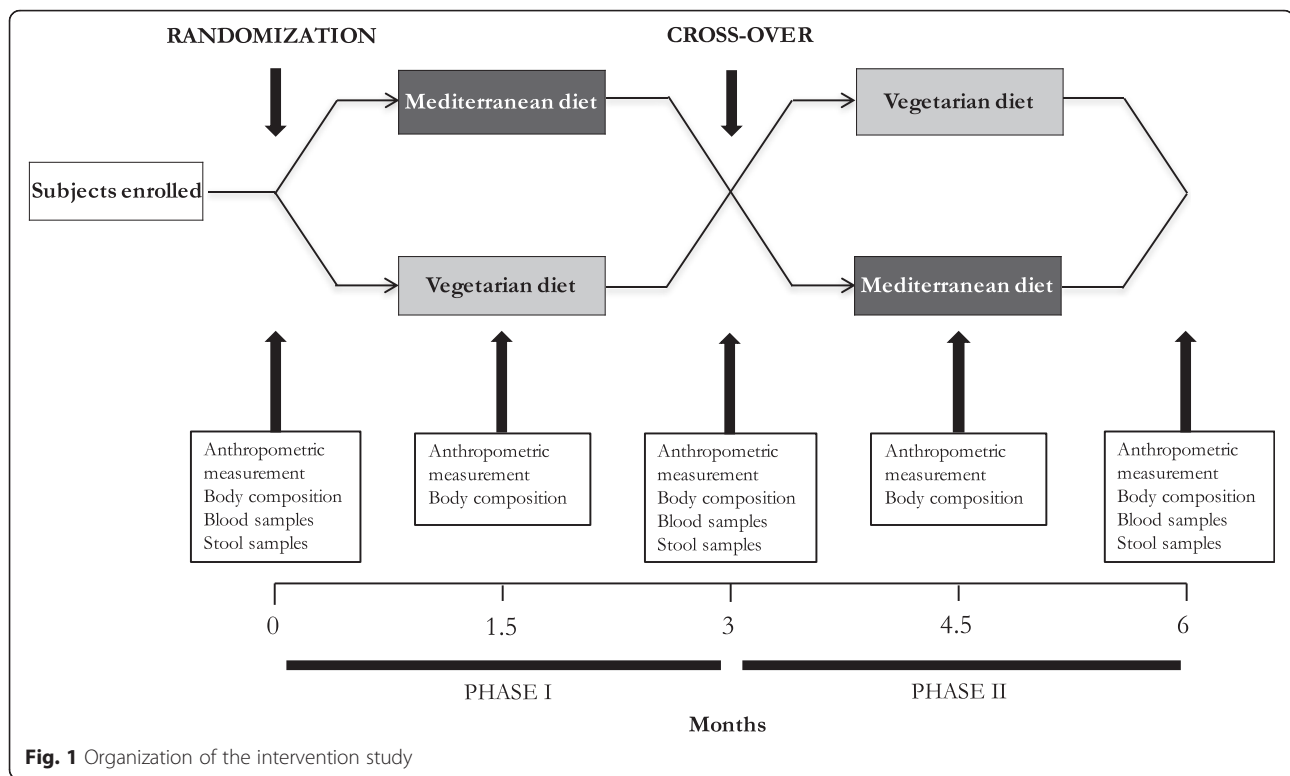 RANDOMIZATION
CROSS-OVER
Mediterranean diet
Vegetarian diet
Subjects enrolled
Vegetarian diet
Mediterranean diet
Anthropometric
measurement
Body composition
Blood samples
Stool samples
Anthropometric
measurement
Body composition
Anthropometric
measurement
Body composition
Blood samples
Stool samples
Anthropometric
measurement
Body composition
Anthropometric
measurement
Body composition
Blood samples
Stool samples
0
1.5
3
4.5
6
PHASE I
PHASE II
Months
Fig. 1 Organization of the intervention study